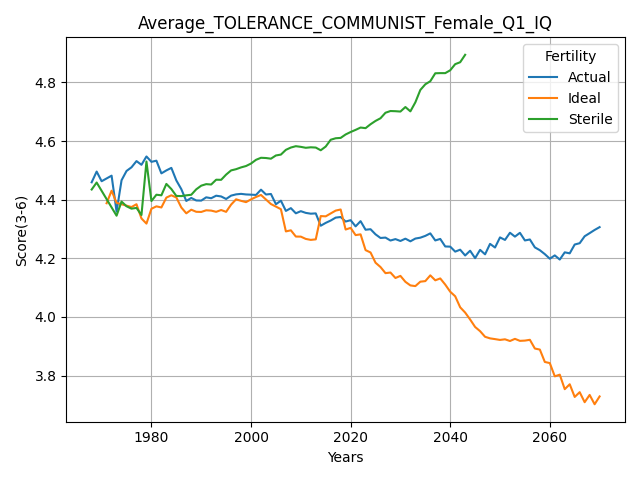 Average_TOLERANCE_COMMUNIST_Female_Q1_IQ
Score(3-6)
4.8
4.6
4.4
4.2
4.0
3.8
1980 2000 2020 2040 2060
Years
Fertility
Actual
Ideal
Sterile